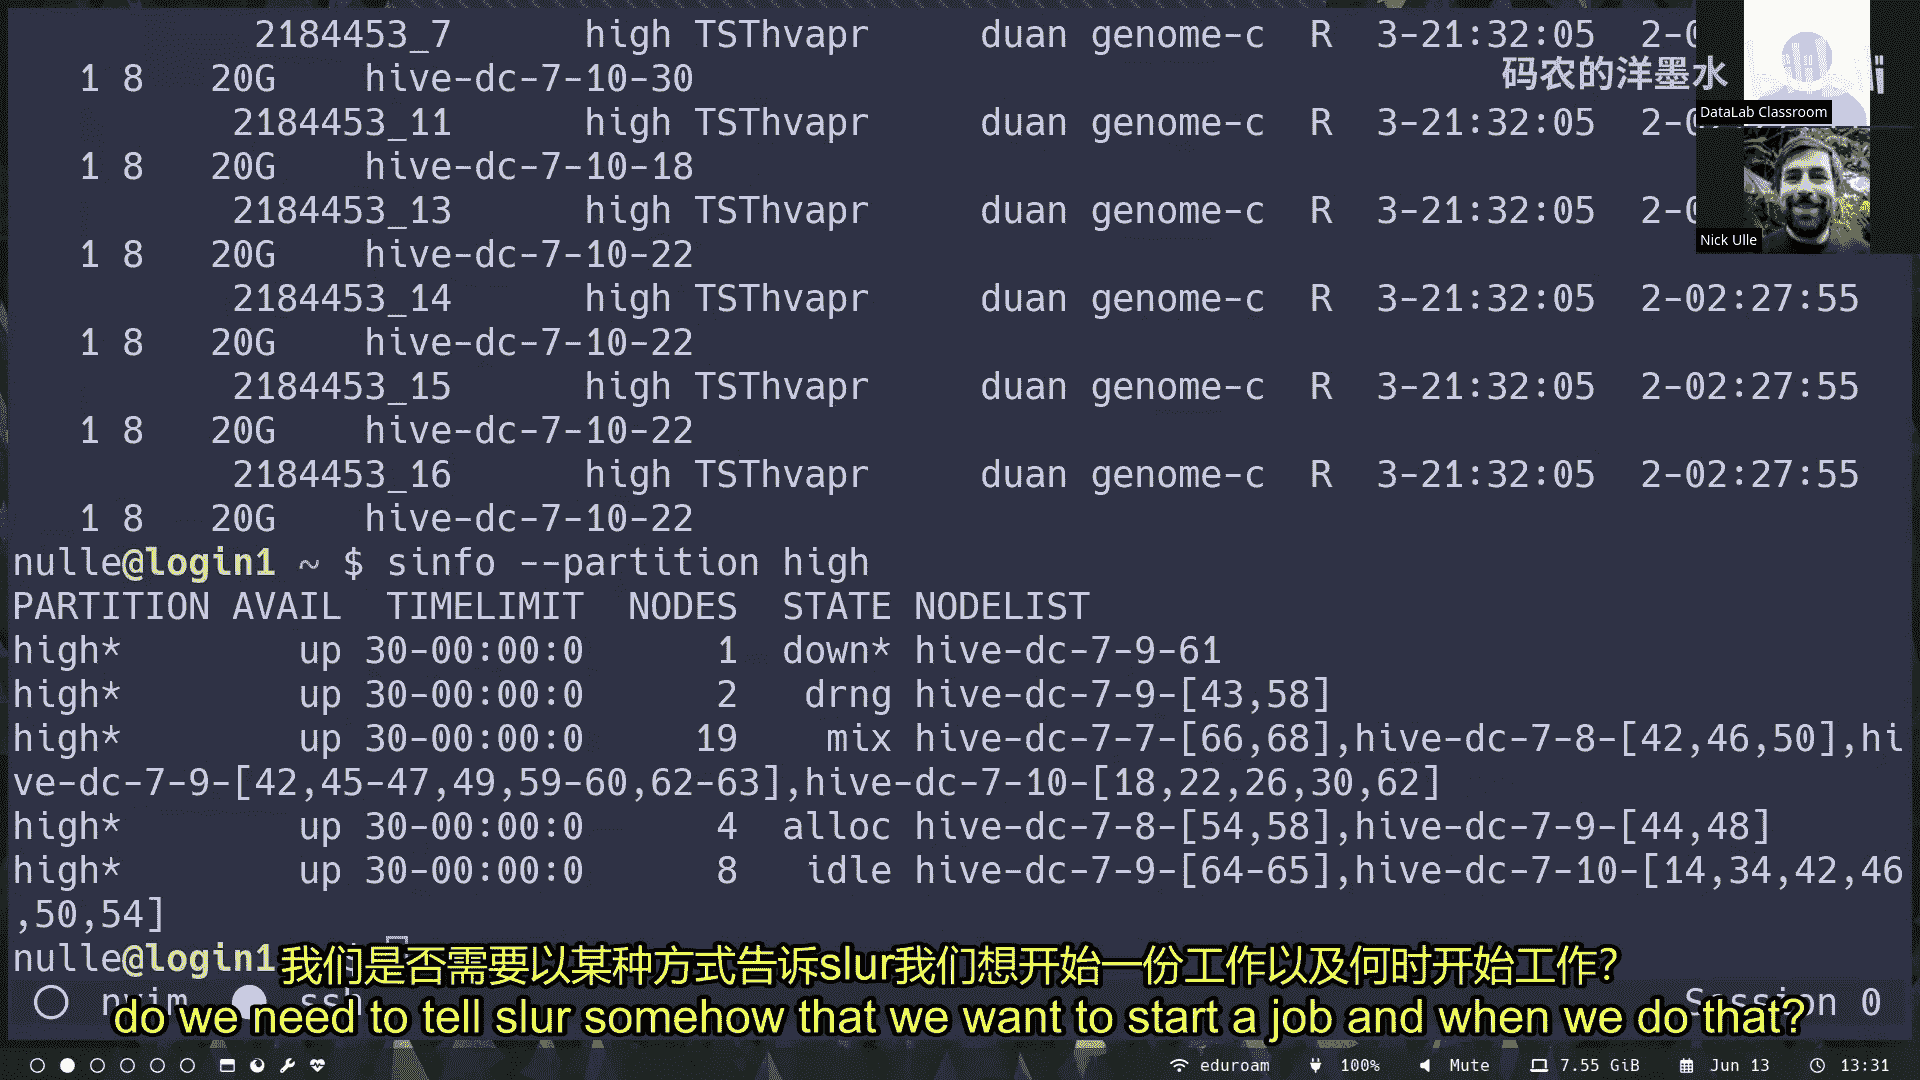 2184453_7 high TSThvapr duan genome-c R 3-21:32:05 2-0
1 8 20G hive-dc-7-10-30
码农的洋墨水
DataLab Classroom
2184453_11 high TSThvapr duan genome-c R 3-21:32:05 2-0
1 8 20G hive-dc-7-10-18
2184453_13 high TSThvapr duan genome-c R 3-21:32:05 2-0
Nick Ulle
1 8 20G hive-dc-7-10-22
2184453_14 high TSThvapr duan genome-c R 3-21:32:05 2-02:27:55
1 8 20G hive-dc-7-10-22
2184453_15 high TSThvapr duan genome-c R 3-21:32:05 2-02:27:55
1 8 20G hive-dc-7-10-22
2184453_16 high TSThvapr duan genome-c R 3-21:32:05 2-02:27:55
1 8 20G hive-dc-7-10-22
nulle@login1 ~ $ sinfo --partition high
PARTITION AVAIL TIMELIMIT NODES STATE NODELIST
high* up 30-00:00:0 1 down* hive-dc-7-9-61
high* up 30-00:00:0 2 drng hive-dc-7-9-[43,58]
high* up 30-00:00:0 19 mix hive-dc-7-7-[66,68],hive-dc-7-8-[42,46,50],hi
ve-dc-7-9-[42,45-47,49,59-60,62-63],hive-dc-7-10-[18,22,26,30,62]
high* up 30-00:00:0 4 alloc hive-dc-7-8-[54,58],hive-dc-7-9-[44,48]
high* up 30-00:00:0 8 idle hive-dc-7-9-[64-65],hive-dc-7-10-[14,34,42,46
,50,54]
nulle@login1
我们是否需要以某种方式告诉slur我们想开始一份工作以及何时开始工作?
nvim ssh Session 0
do we need to tell slur somehow that we want to start a job and when we do that?
eduroam 100% Mute 7.55 GiB Jun 13 13:31